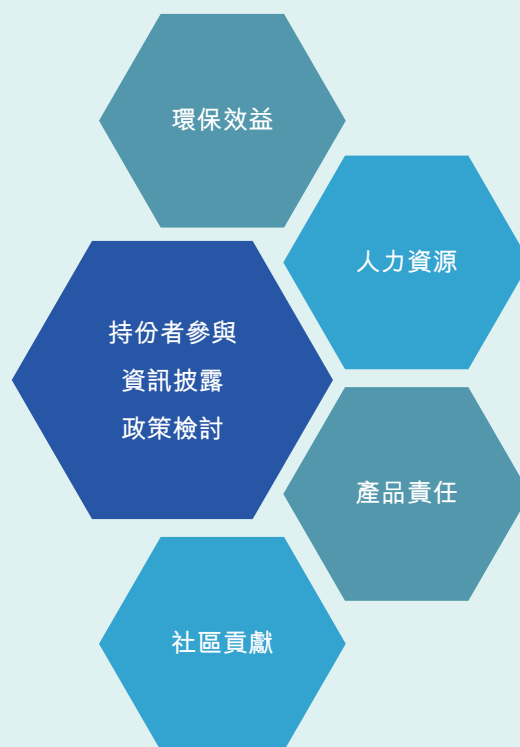 環保效益
人力資源
持份者參與
資訊披露
政策檢討
產品責任
社區貢獻